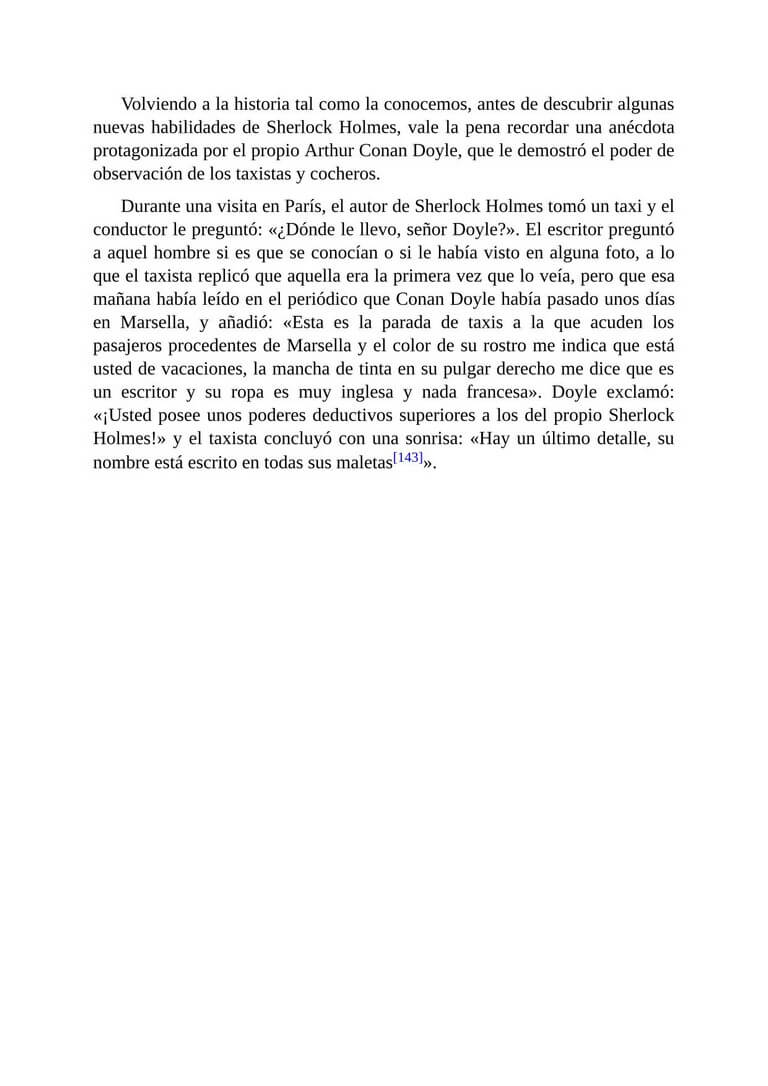 Volviendo a la historia tal como la conocemos, antes de descubrir algunas
nuevas habilidades de Sherlock Holmes, vale la pena recordar una anécdota
protagonizada por el propio Arthur Conan Doyle, que le demostró el poder de
observación de los taxistas y cocheros.
Durante una visita en París, el autor de Sherlock Holmes tomó un taxi y el
conductor le preguntó: «¿Dónde le llevo, señor Doyle?». El escritor preguntó
a aquel hombre si es que se conocían o si le había visto en alguna foto, a lo
que el taxista replicó que aquella era la primera vez que lo veía, pero que esa
mañana había leído en el periódico que Conan Doyle había pasado unos días
en Marsella, y añadió: «Esta es la parada de taxis a la que acuden los
pasajeros procedentes de Marsella y el color de su rostro me indica que está
usted de vacaciones, la mancha de tinta en su pulgar derecho me dice que es
un escritor y su ropa es muy inglesa y nada francesa». Doyle exclamó:
«¡Usted posee unos poderes deductivos superiores a los del propio Sherlock
Holmes!» y el taxista concluyó con una sonrisa: «Hay un último detalle, su
nombre está escrito en todas sus maletas[143]».